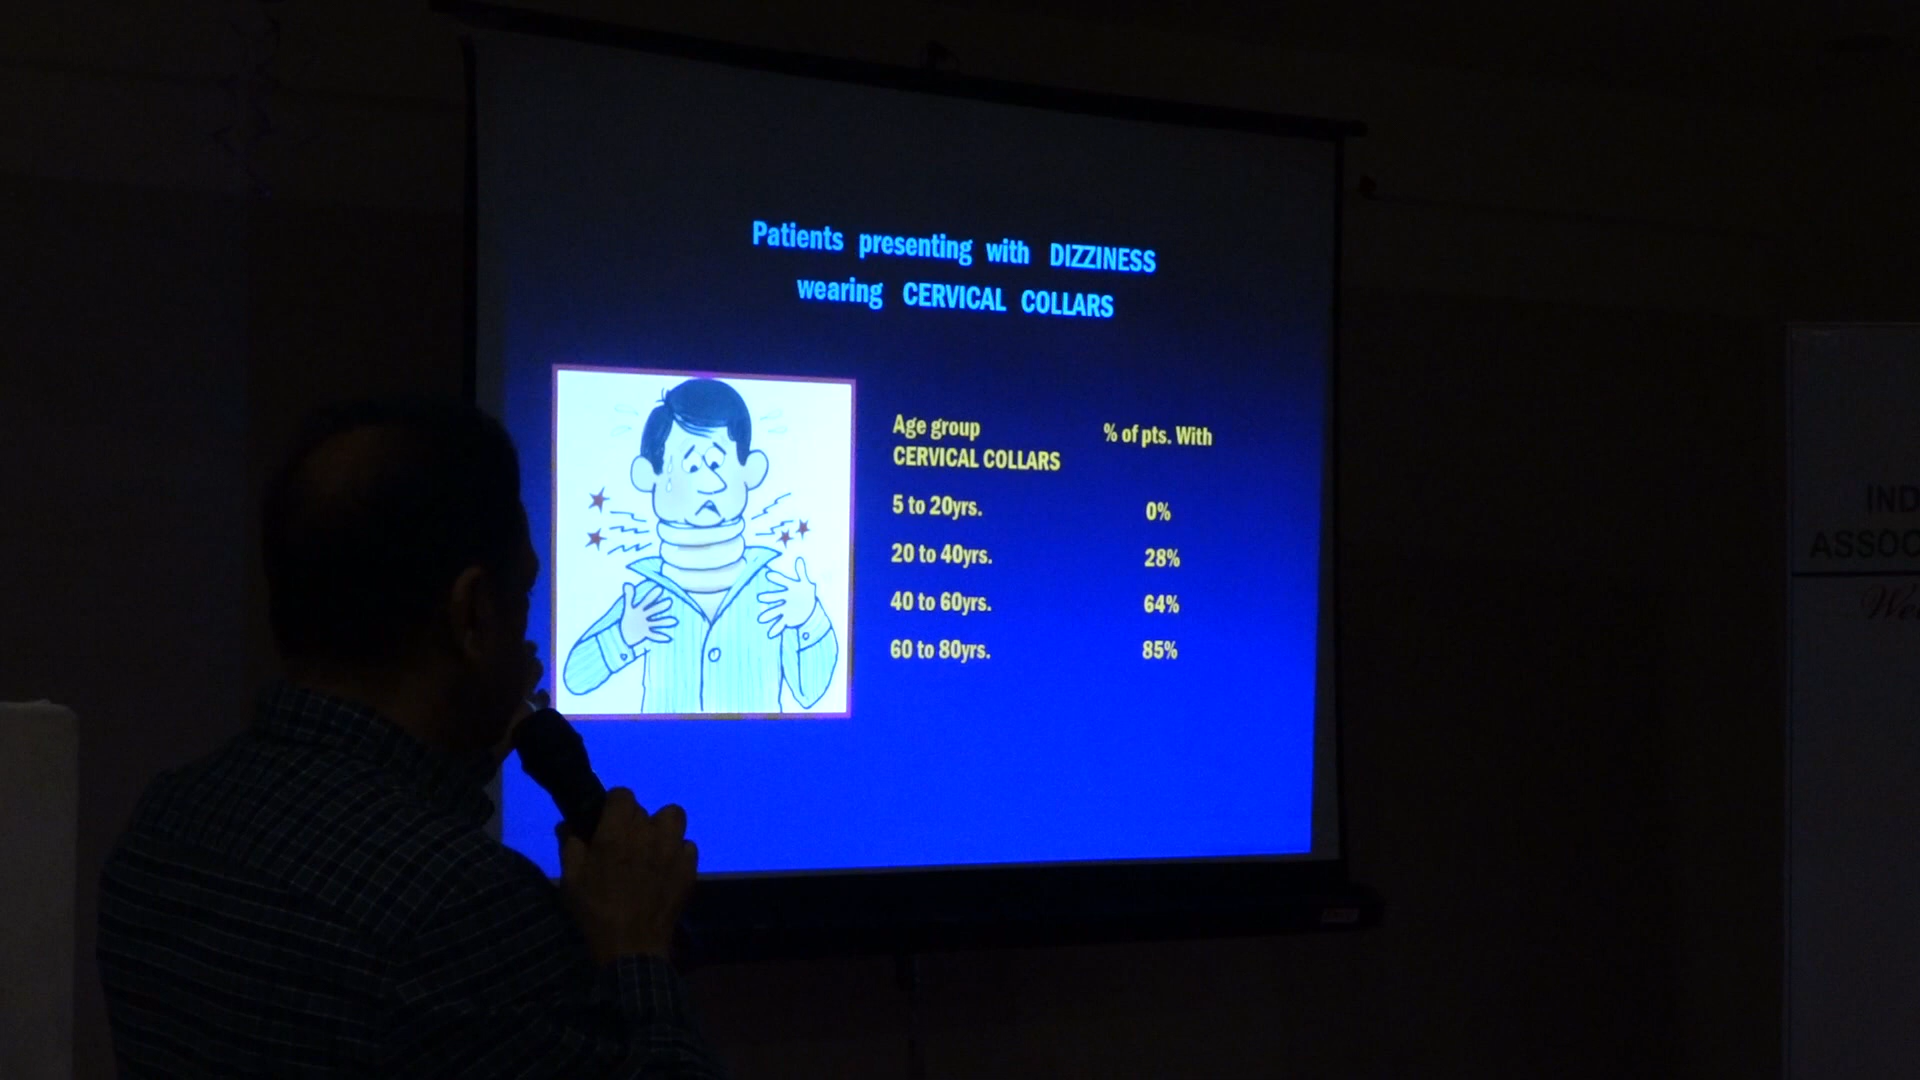 Patients presenting with DIZZINESS
wearing CERVICAL COLLARS
Age group % of pts. With
CERVICAL COLLARS
5 to 20yrs. 0%
20 to 40yrs. 28%
40 to 60yrs. 64%
60 to 80yrs. 85%
IND
ASSOC